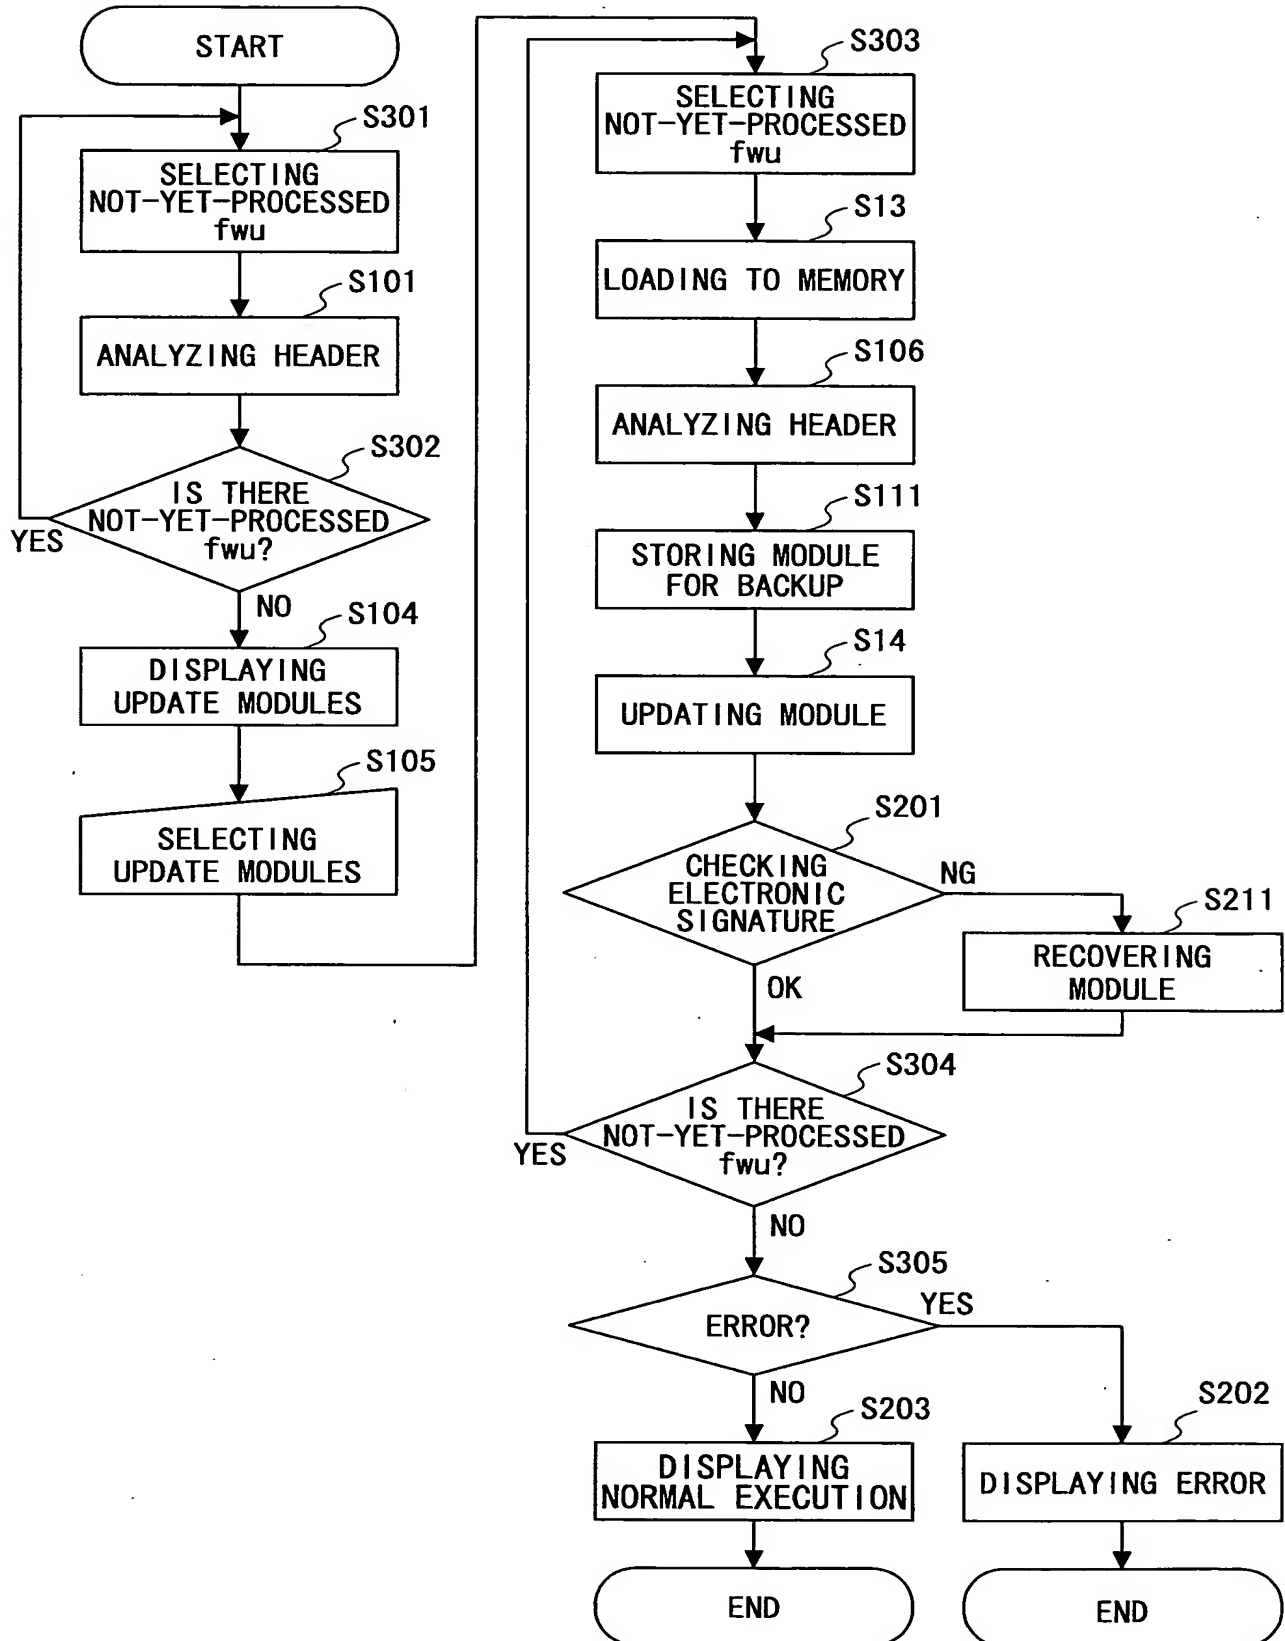 START
S301
SELECTING
NOT-YET-PROCESSED
fwu
S101
ANALYZING HEADER
S302
IS THERE
NOT-YET-PROCESSED
fwu?
YES
NO
S104
DISPLAYING
UPDATE MODULES
S105
SELECTING
UPDATE MODULES
S303
SELECTING
NOT-YET-PROCESSED
fwu
S13
LOADING TO MEMORY
S106
ANALYZING HEADER
S111
STORING MODULE
FOR BACKUP
S14
UPDATING MODULE
S201
CHECKING
ELECTRONIC
SIGNATURE
NG
S211
RECOVERING
MODULE
OK
S304
IS THERE
NOT-YET-PROCESSED
fwu?
YES
NO
S305
ERROR?
YES
NO
S203
DISPLAYING
NORMAL EXECUTION
S202
DISPLAYING ERROR
END
END